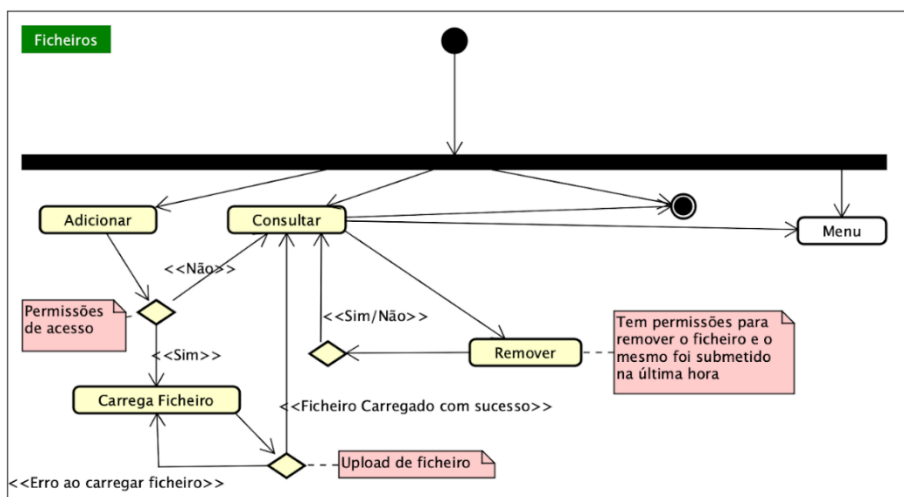 Ficheiros
Adicionar
Consultar
Menu
<<Não>>
Permissões
de acesso
<<Sim/Não>>
Tem permissões para
remover o ficheiro e o
mesmo foi submetido
na última hora
Remover
<<Sim>>
Carrega Ficheiro
<<Ficheiro Carregado com sucesso>>
Upload de ficheiro
<<Erro ao carregar ficheiro>>